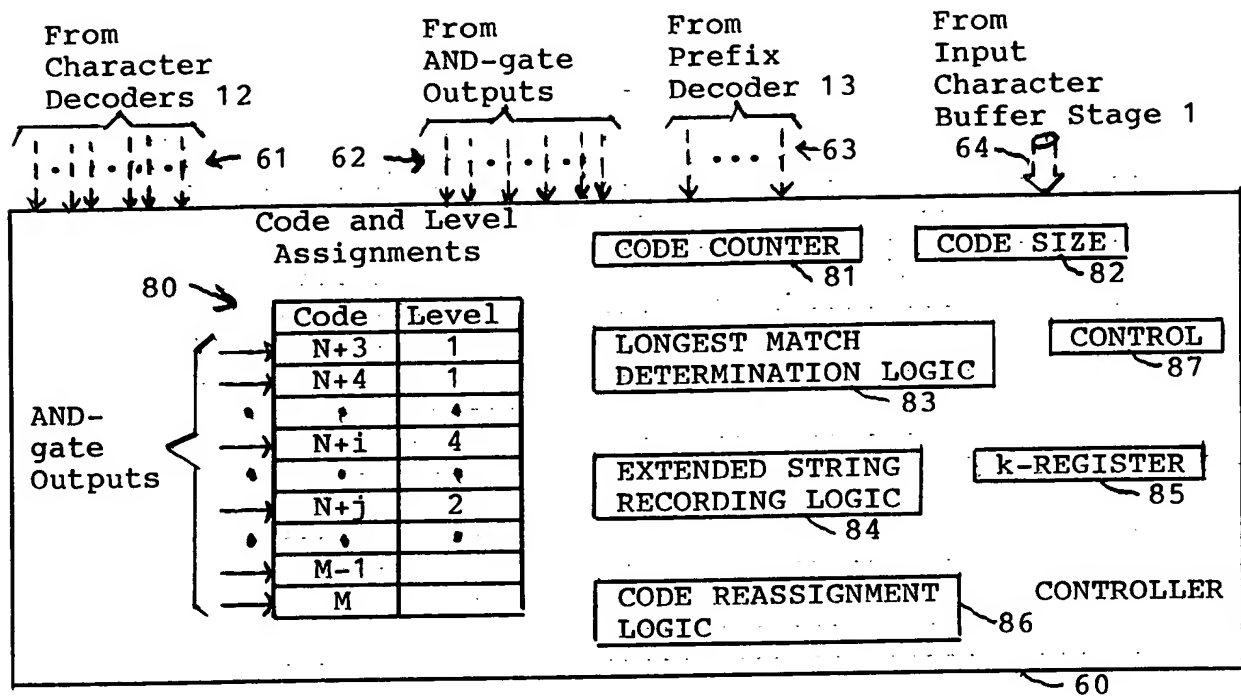 From
Character
Decoders 12
From
AND-gate
Outputs
From
Prefix
Decoder 13
From
Input
Character
Buffer Stage 1
61
62
63
64
Code and Level
Assignments
80
Code Level
N+3 1
N+4 1
N+i 4
N+j 2
M-1
M
AND-
gate
Outputs
CODE COUNTER
81
CODE SIZE
82
LONGEST MATCH
DETERMINATION LOGIC
83
CONTROL
87
EXTENDED STRING
RECORDING LOGIC
84
k-REGISTER
85
CODE REASSIGNMENT
LOGIC
86
CONTROLLER
60